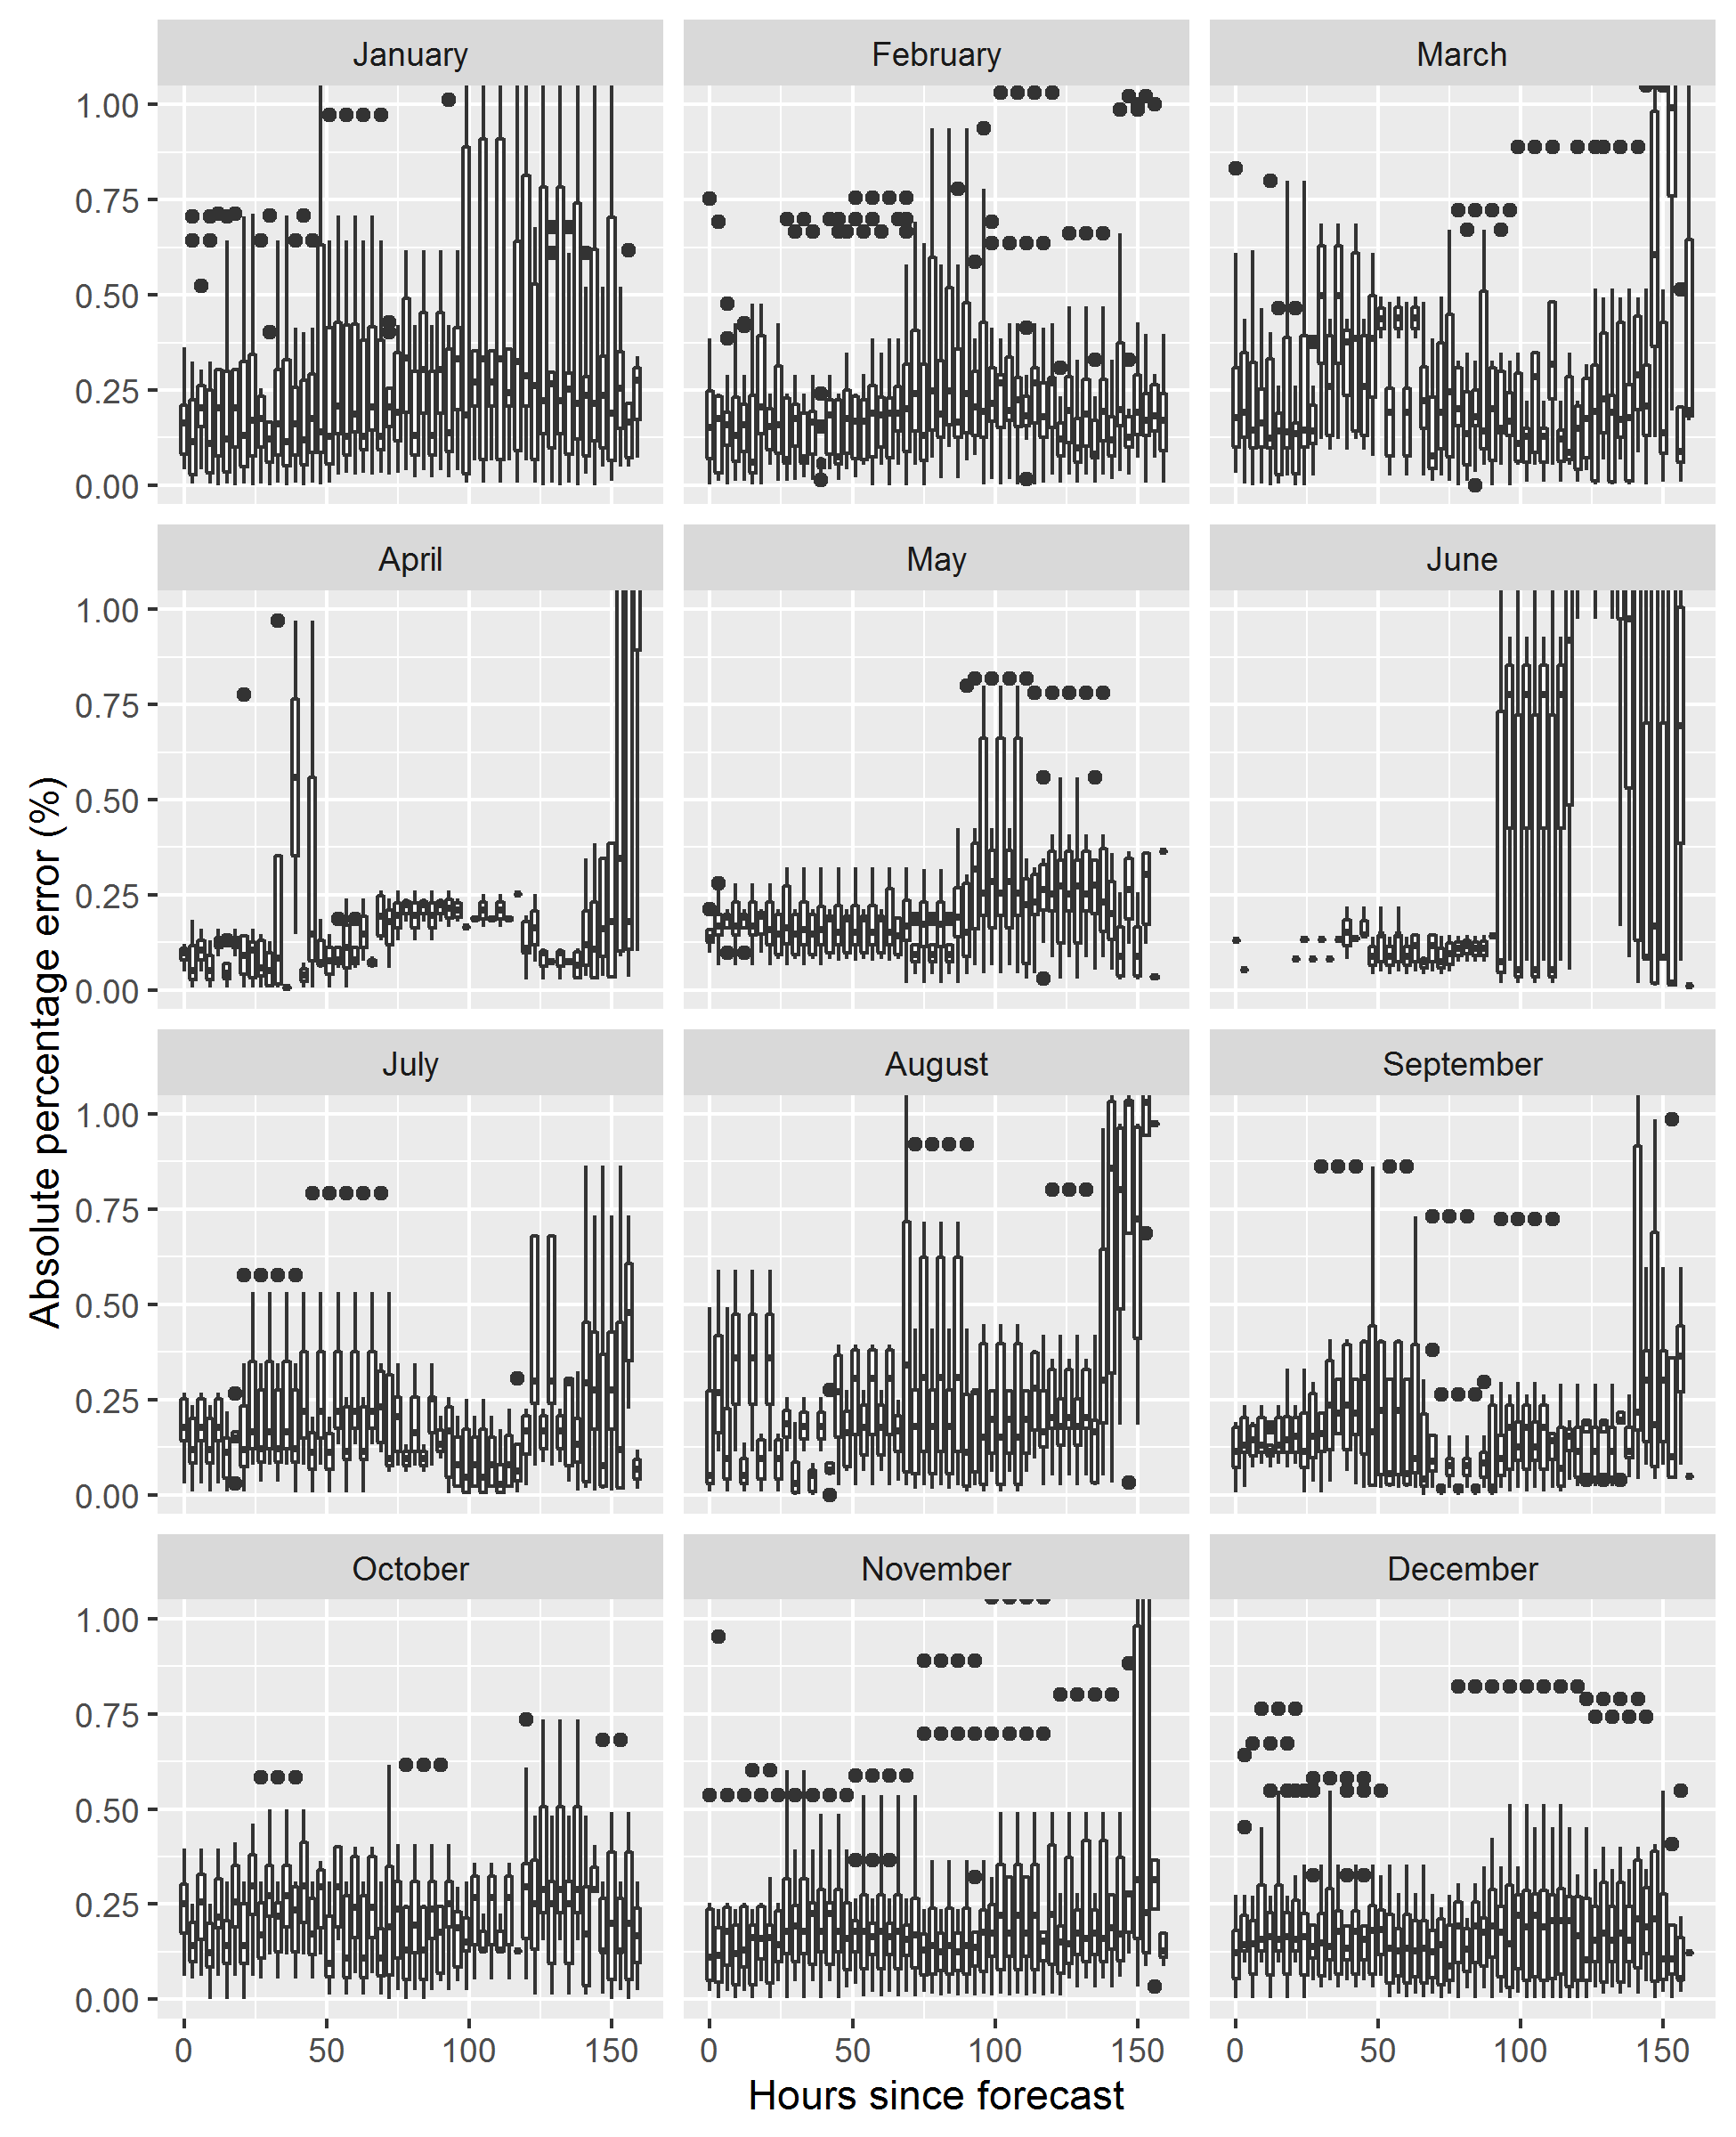 January February March
1.00
0.75
0.50
0.25
0.00
April May June
1.00
0.75
0.50
0.25
0.00
Absolute percentage error (%)
July August September
1.00
0.75
0.50
0.25
0.00
October November December
1.00
0.75
0.50
0.25
0.00
0 50 100 150 0 50 100 150 0 50 100 150
Hours since forecast